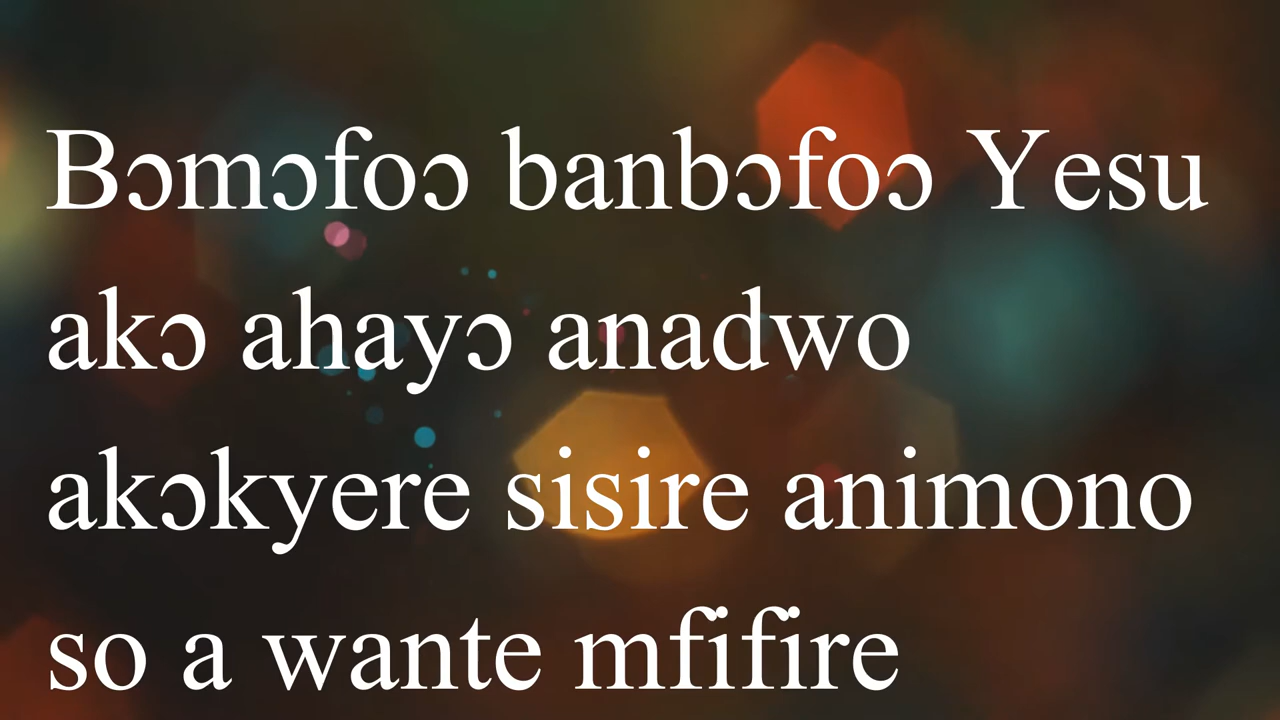 Bɔmɔfoɔ banbɔfoɔ Yesu
akɔ ahayɔ anadwo
akɔkyere sisire animono
so a wante mfifire